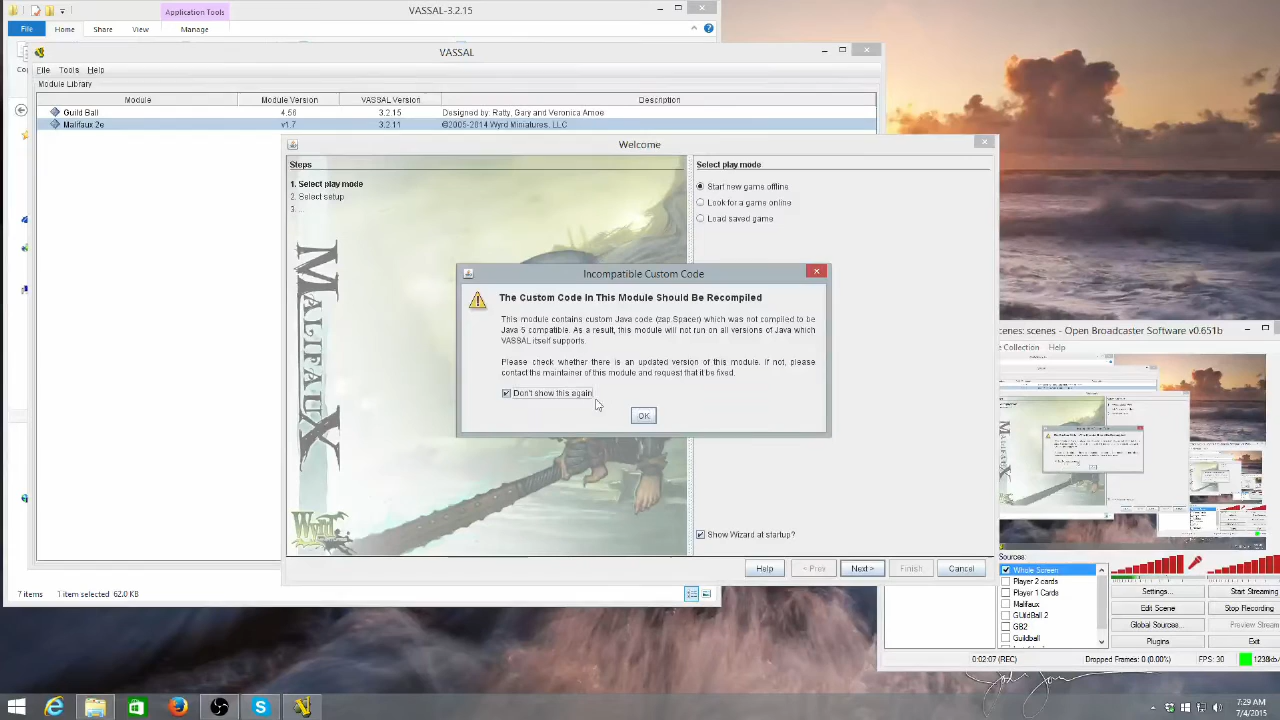 Application Tools
VASSAL-3.2.15
File
Home
Share
View
Manage
VASSAL
File
Tools
Help
Module Library
Module
Module Version
VASSAL Version
Description
Guild Ball
4.56
3.2.15
Designed by: Ratty, Gary and Veronica Amoe
Malifaux 2e
v1.7
3.2.11
©2005-2014 Wyrd Miniatures, LLC
Welcome
Steps
Select play mode
1. Select play mode
Start new game offline
2. Select setup
Look for a game online
3. ...
Load saved game
MALIFAUX
Incompatible Custom Code
The Custom Code in This Module Should Be Recompiled
This module contains custom Java code (zap.Spacer) which was not compiled to be
Java 5 compatible. As a result, this module will not run on all versions of Java which
VASSAL itself supports.
Please check whether there is an updated version of this module. If not, please
contact the maintainer of this module and request that it be fixed.
Don't show this again
OK
Wyrd
Show Wizard at startup?
Help
< Prev
Next >
Finish
Cancel
7 items
1 item selected 62.0 KB
cenes: scenes - Open Broadcaster Software v0.651b
e Collection
Help
Sources:
Whole Screen
Player 2 cards
Player 1 Cards
Malifaux
GUildBall 2
GB2
Guildball
Settings...
Start Streaming
Edit Scene
Stop Recording
Global Sources...
Preview Stream
Plugins
Exit
0:02:07 (REC)
Dropped Frames: 0 (0.00%)
FPS: 30
7:29 AM
7/4/2015